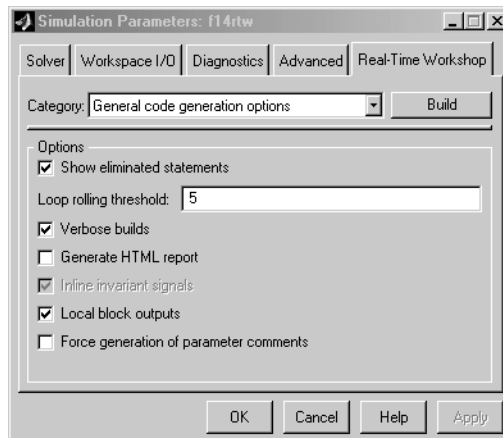 Simulation Parameters: f14rtw
Solver Workspace I/O Diagnostics Advanced Real-Time Workshop
Category: General code generation options Build
Options
Show eliminated statements
Loop rolling threshold: 5
Verbose builds
Generate HTML report
Inline invariant signals
Local block outputs
Force generation of parameter comments
OK Cancel Help Apply